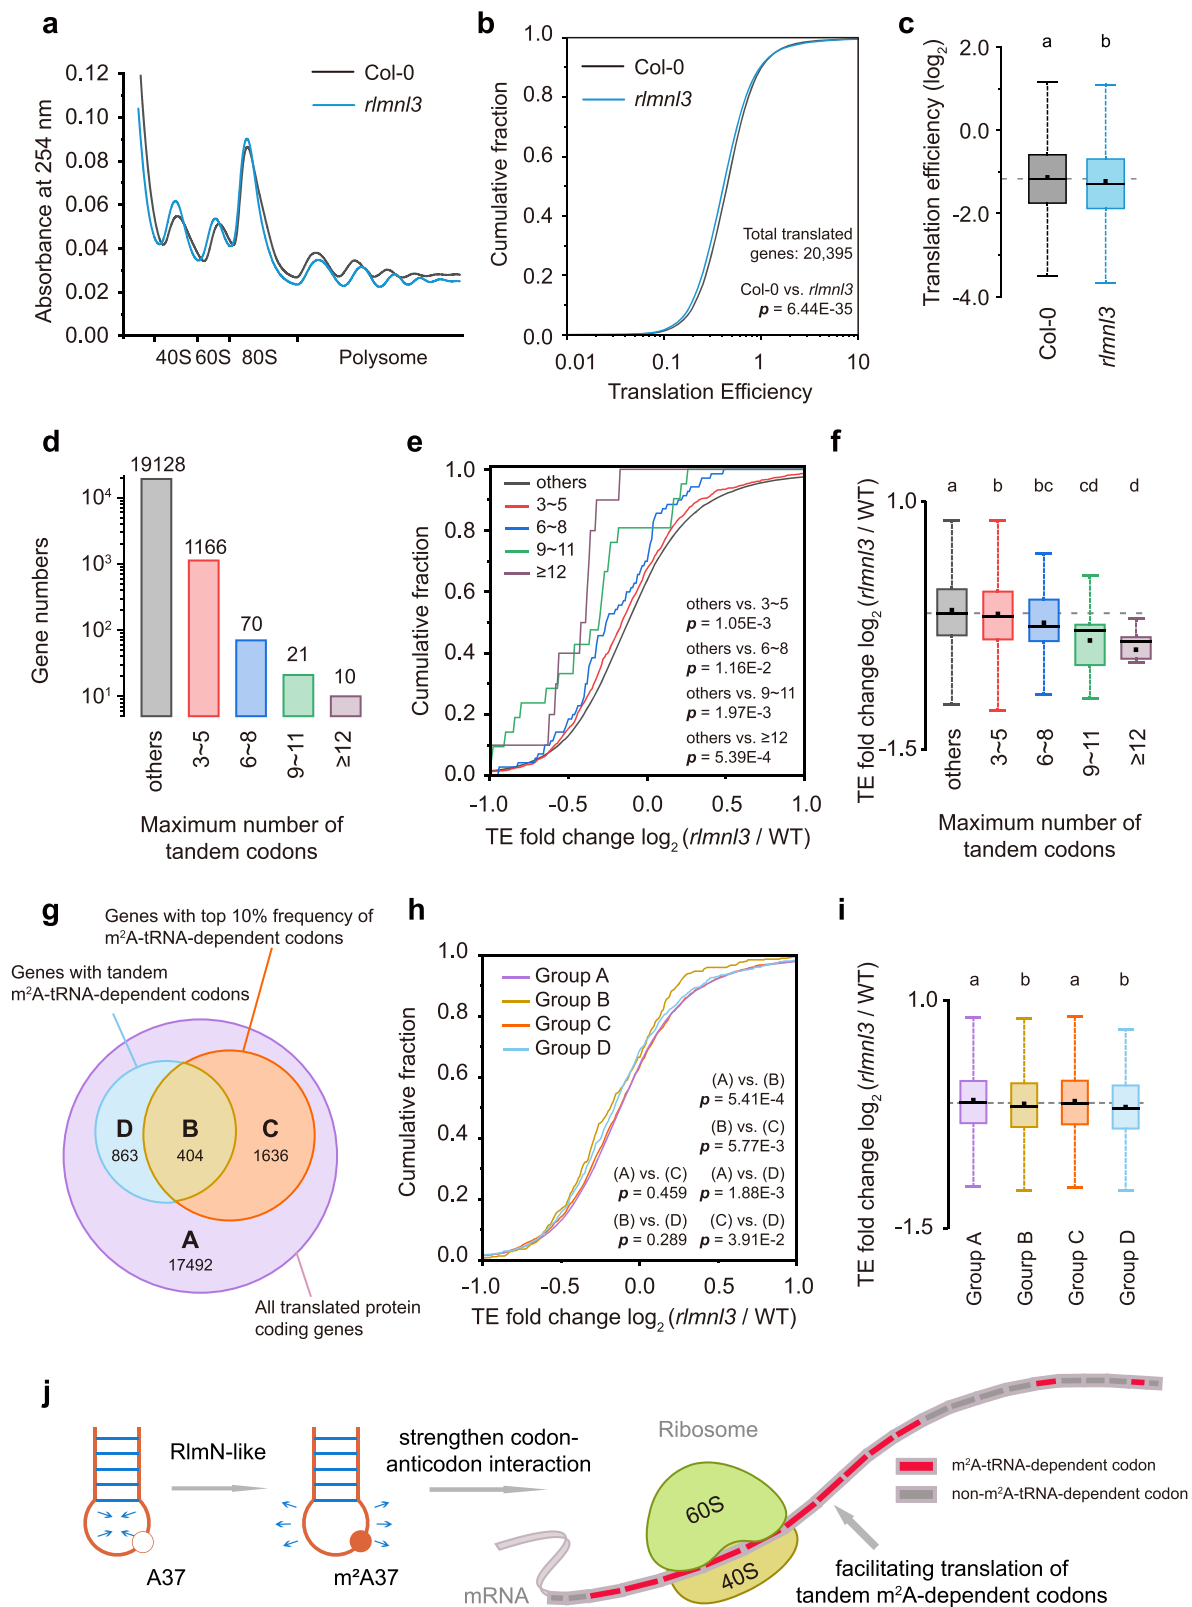 a
Col-0
rlmnl3
Absorbance at 254 nm
0.12
0.10
0.08
0.06
0.04
0.02
0.00
40S
60S
80S
Polysome
b
Col-0
rlmnl3
Cumulative fraction
1.0
0.8
0.6
0.4
0.2
0.0
Total translated
genes: 20,395
Col-0 vs. rlmnl3
p = 6.44E-35
0.01
0.1
1
10
Translation Efficiency
c
Translation efficiency (log2)
2.0
0.0
-2.0
-4.0
a
b
Col-0
rlmnl3
d
Gene numbers
10⁴
10³
10²
10¹
19128
1166
70
21
10
others
3~5
6~8
9~11
≥12
Maximum number of
tandem codons
e
Cumulative fraction
1.0
0.8
0.6
0.4
0.2
0.0
others
3~5
6~8
9~11
≥12
others vs. 3~5
p = 1.05E-3
others vs. 6~8
p = 1.16E-2
others vs. 9~11
p = 1.97E-3
others vs. ≥12
p = 5.39E-4
-1.0
-0.5
0.0
0.5
1.0
TE fold change log2 (rlmnl3 / WT)
f
TE fold change log2 (rlmnl3 / WT)
1.0
-1.5
a
b
bc
cd
d
others
3~5
6~8
9~11
≥12
Maximum number of
tandem codons
g
Genes with top 10% frequency of
m²A-tRNA-dependent codons
Genes with tandem
m²A-tRNA-dependent codons
D
863
B
404
C
1636
A
17492
All translated protein
coding genes
h
Cumulative fraction
1.0
0.8
0.6
0.4
0.2
0.0
Group A
Group B
Group C
Group D
(A) vs. (B)
p = 5.41E-4
(B) vs. (C)
p = 5.77E-3
(A) vs. (C)
p = 0.459
(A) vs. (D)
p = 1.88E-3
(B) vs. (D)
p = 0.289
(C) vs. (D)
p = 3.91E-2
-1.0
-0.5
0.0
0.5
1.0
TE fold change log2 (rlmnl3 / WT)
i
TE fold change log2 (rlmnl3 / WT)
1.0
-1.5
a
b
a
b
Group A
Gourp B
Group C
Group D
j
RlmN-like
A37
m²A37
strengthen codon-
anticodon interaction
Ribosome
60S
40S
mRNA
m²A-tRNA-dependent codon
non-m²A-tRNA-dependent codon
facilitating translation of
tandem m²A-dependent codons